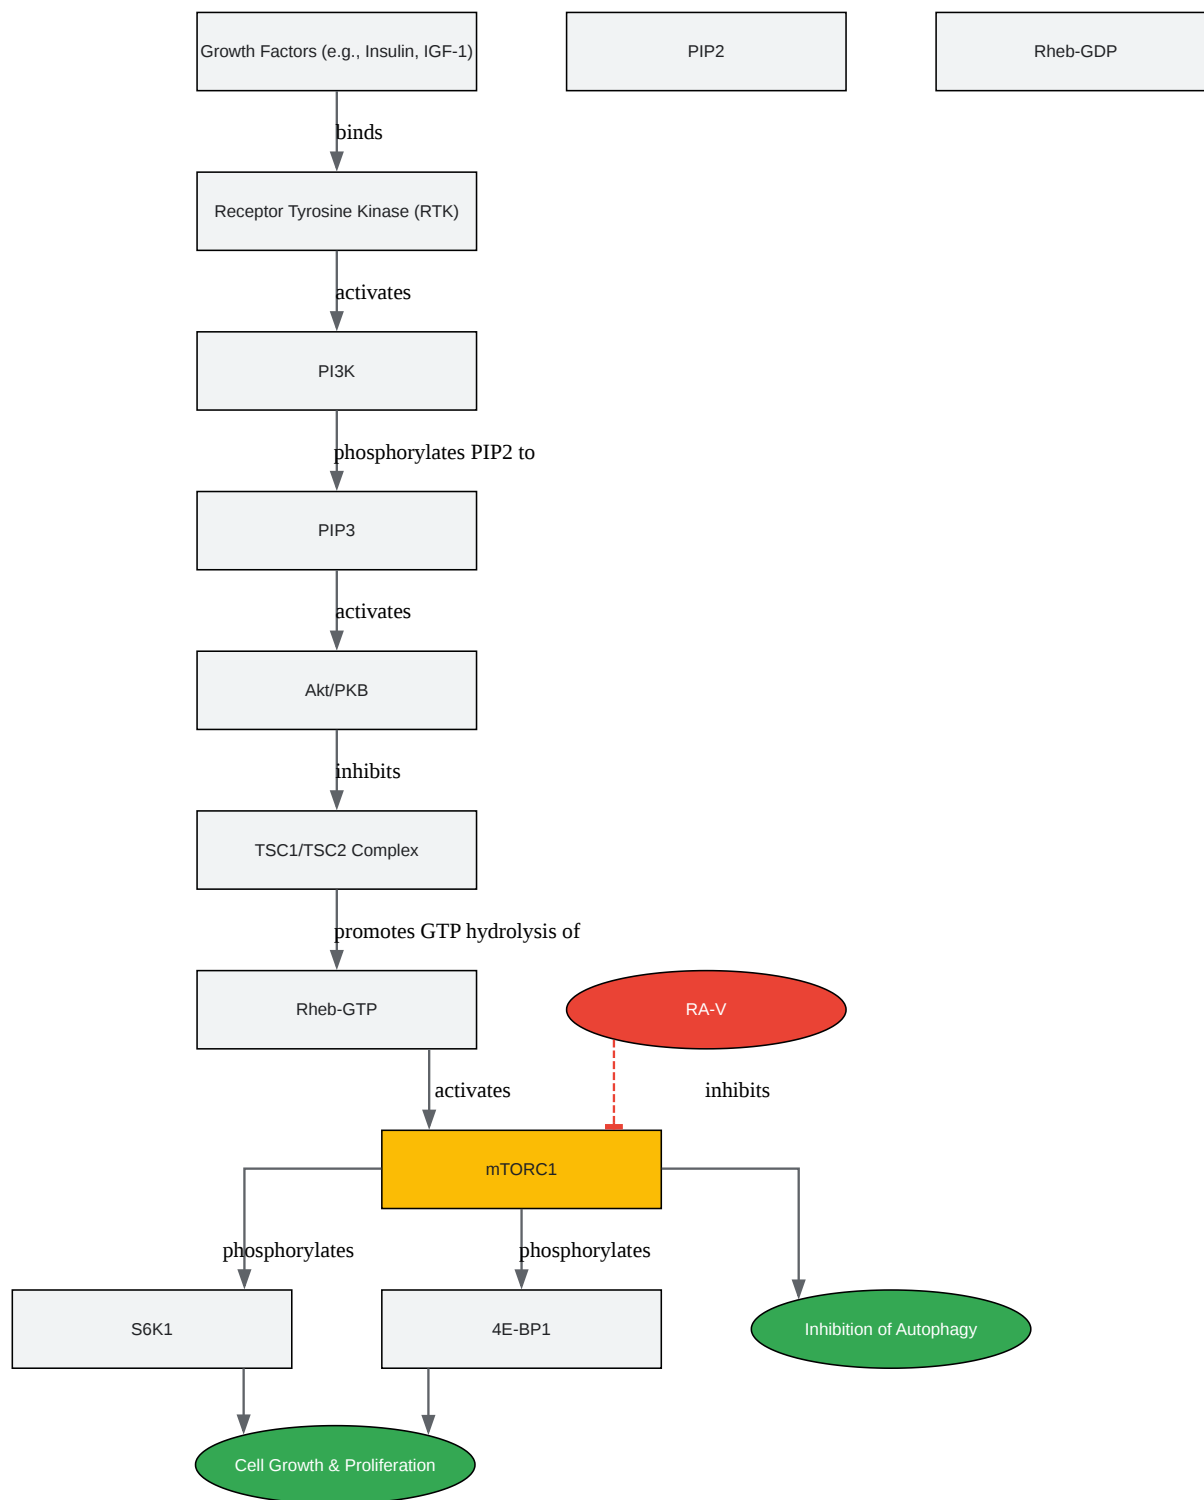 Growth Factors (e.g., Insulin, IGF-1)
PIP2
Rheb-GDP
binds
Receptor Tyrosine Kinase (RTK)
activates
PI3K
phosphorylates PIP2 to
PIP3
activates
Akt/PKB
inhibits
TSC1/TSC2 Complex
promotes GTP hydrolysis of
Rheb-GTP
RA-V
activates
inhibits
mTORC1
phosphorylates
phosphorylates
S6K1
4E-BP1
Inhibition of Autophagy
Cell Growth & Proliferation